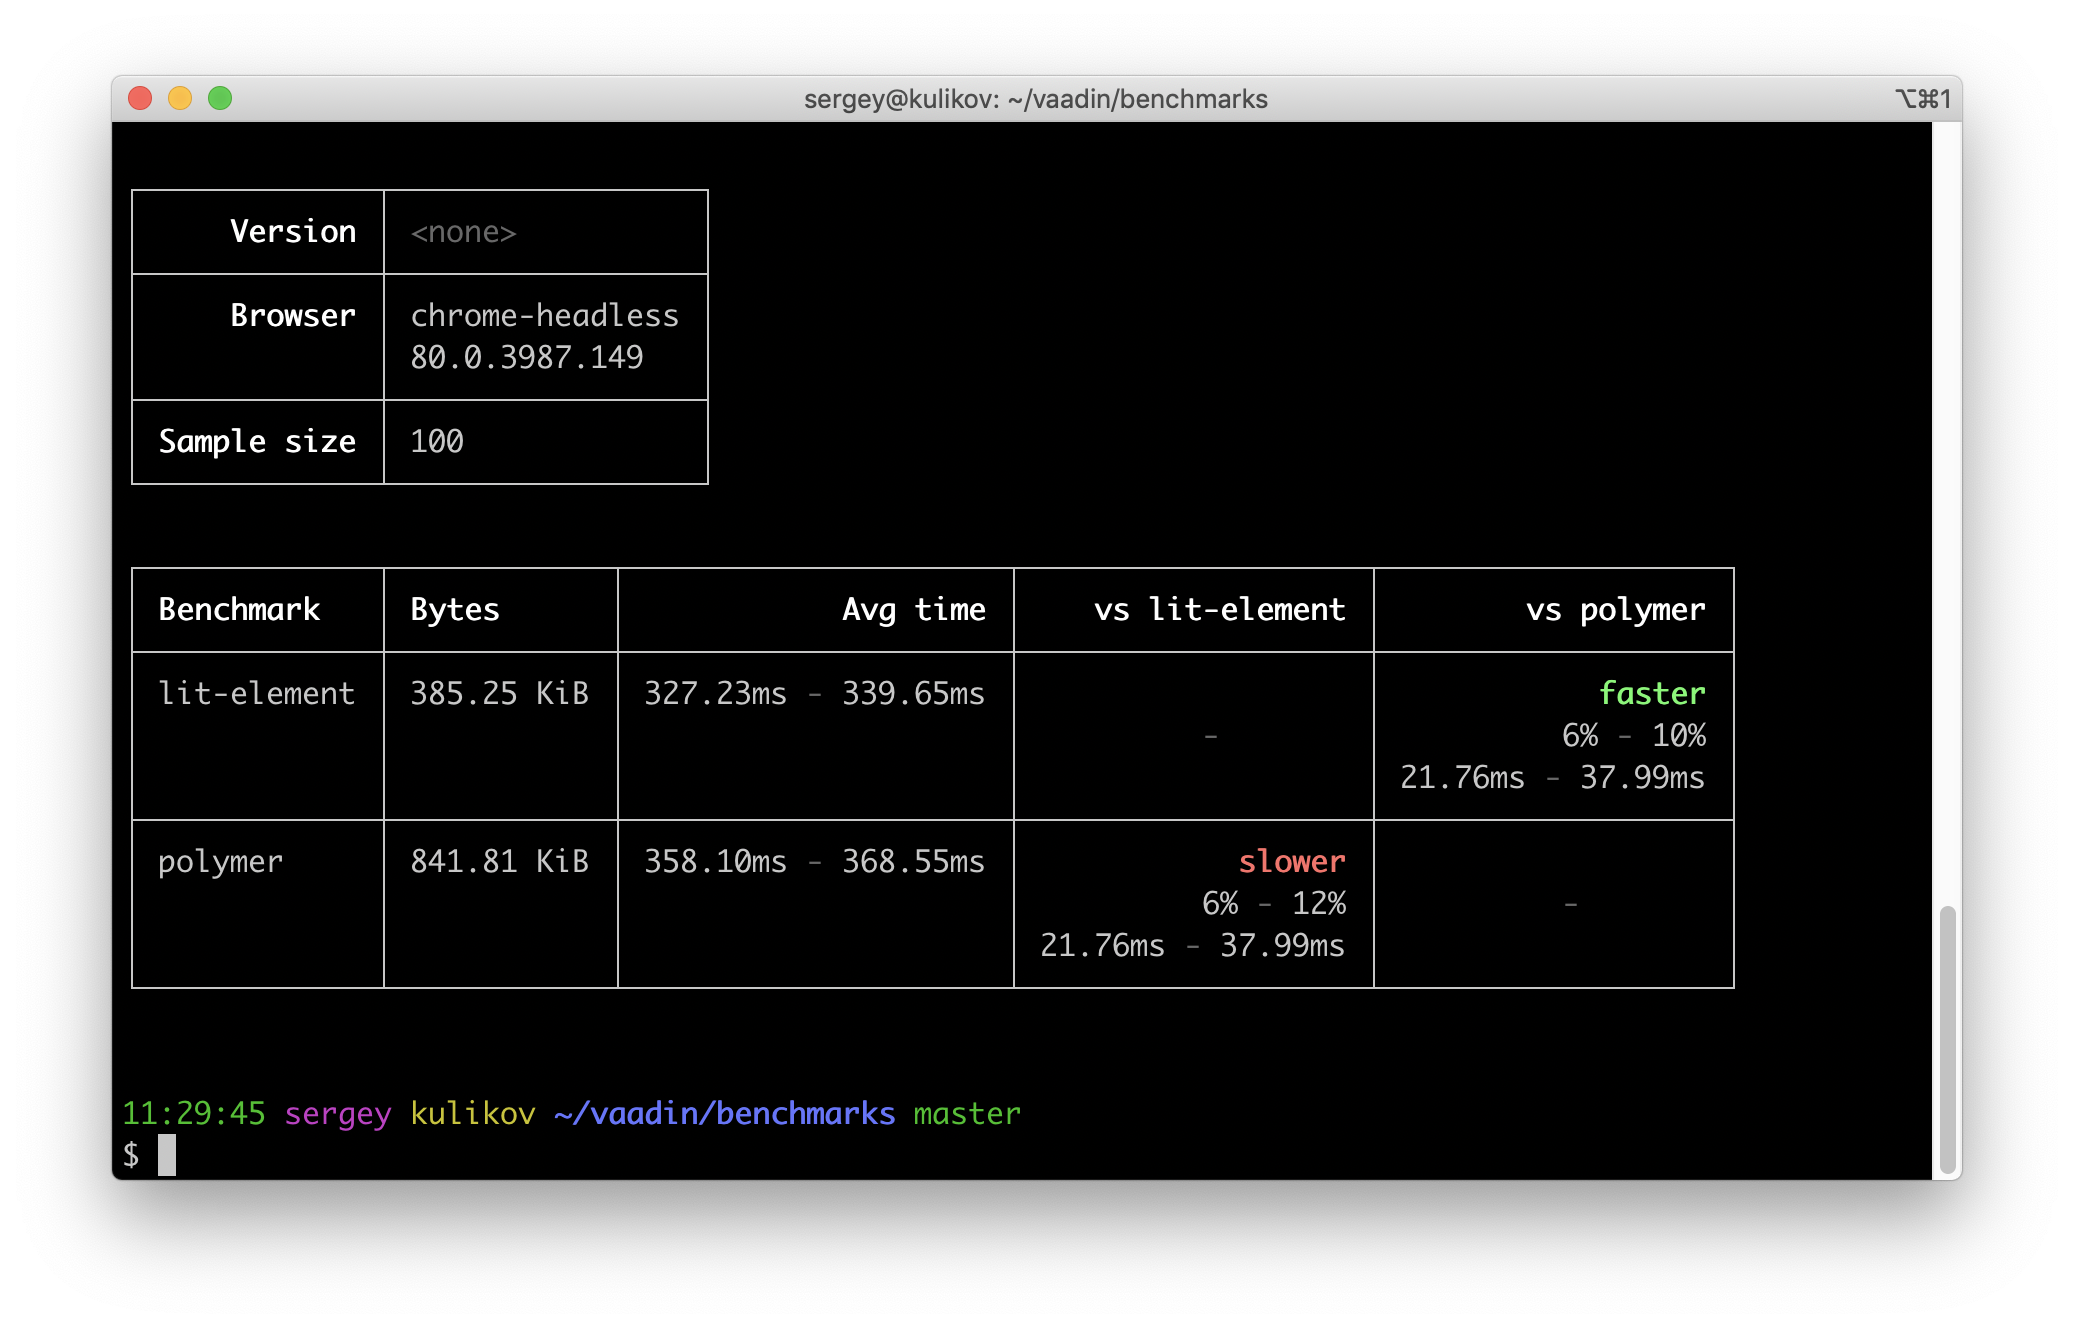 sergey@kulikov: ~/vaadin/benchmarks ⌥⌘1
Version <none>
Browser chrome-headless
80.0.3987.149
Sample size 100
Benchmark Bytes Avg time vs lit-element vs polymer
lit-element 385.25 KiB 327.23ms - 339.65ms faster
- 6% - 10%
21.76ms - 37.99ms
polymer 841.81 KiB 358.10ms - 368.55ms slower
6% - 12% -
21.76ms - 37.99ms
11:29:45 sergey kulikov ~/vaadin/benchmarks master
$